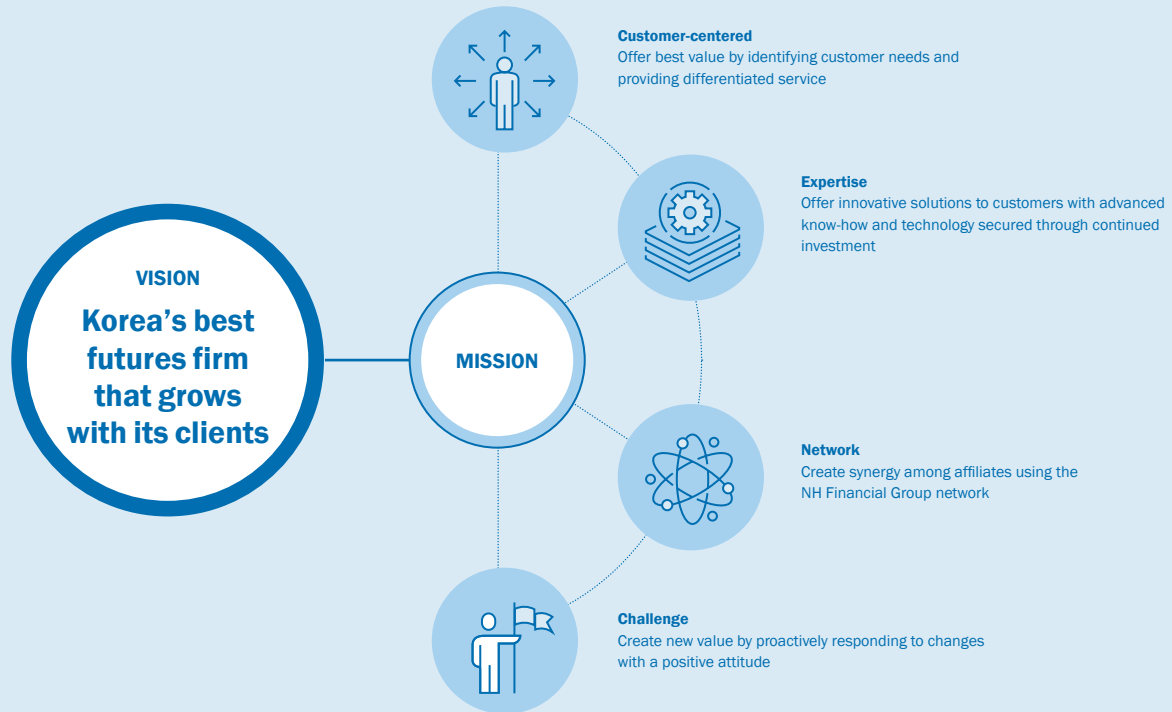 VISION
Korea’s best
futures firm
that grows
with its clients
MISSION
Customer-centered
Offer best value by identifying customer needs and
providing differentiated service
Expertise
Offer innovative solutions to customers with advanced
know-how and technology secured through continued
investment
Network
Create synergy among affiliates using the
NH Financial Group network
Challenge
Create new value by proactively responding to changes
with a positive attitude